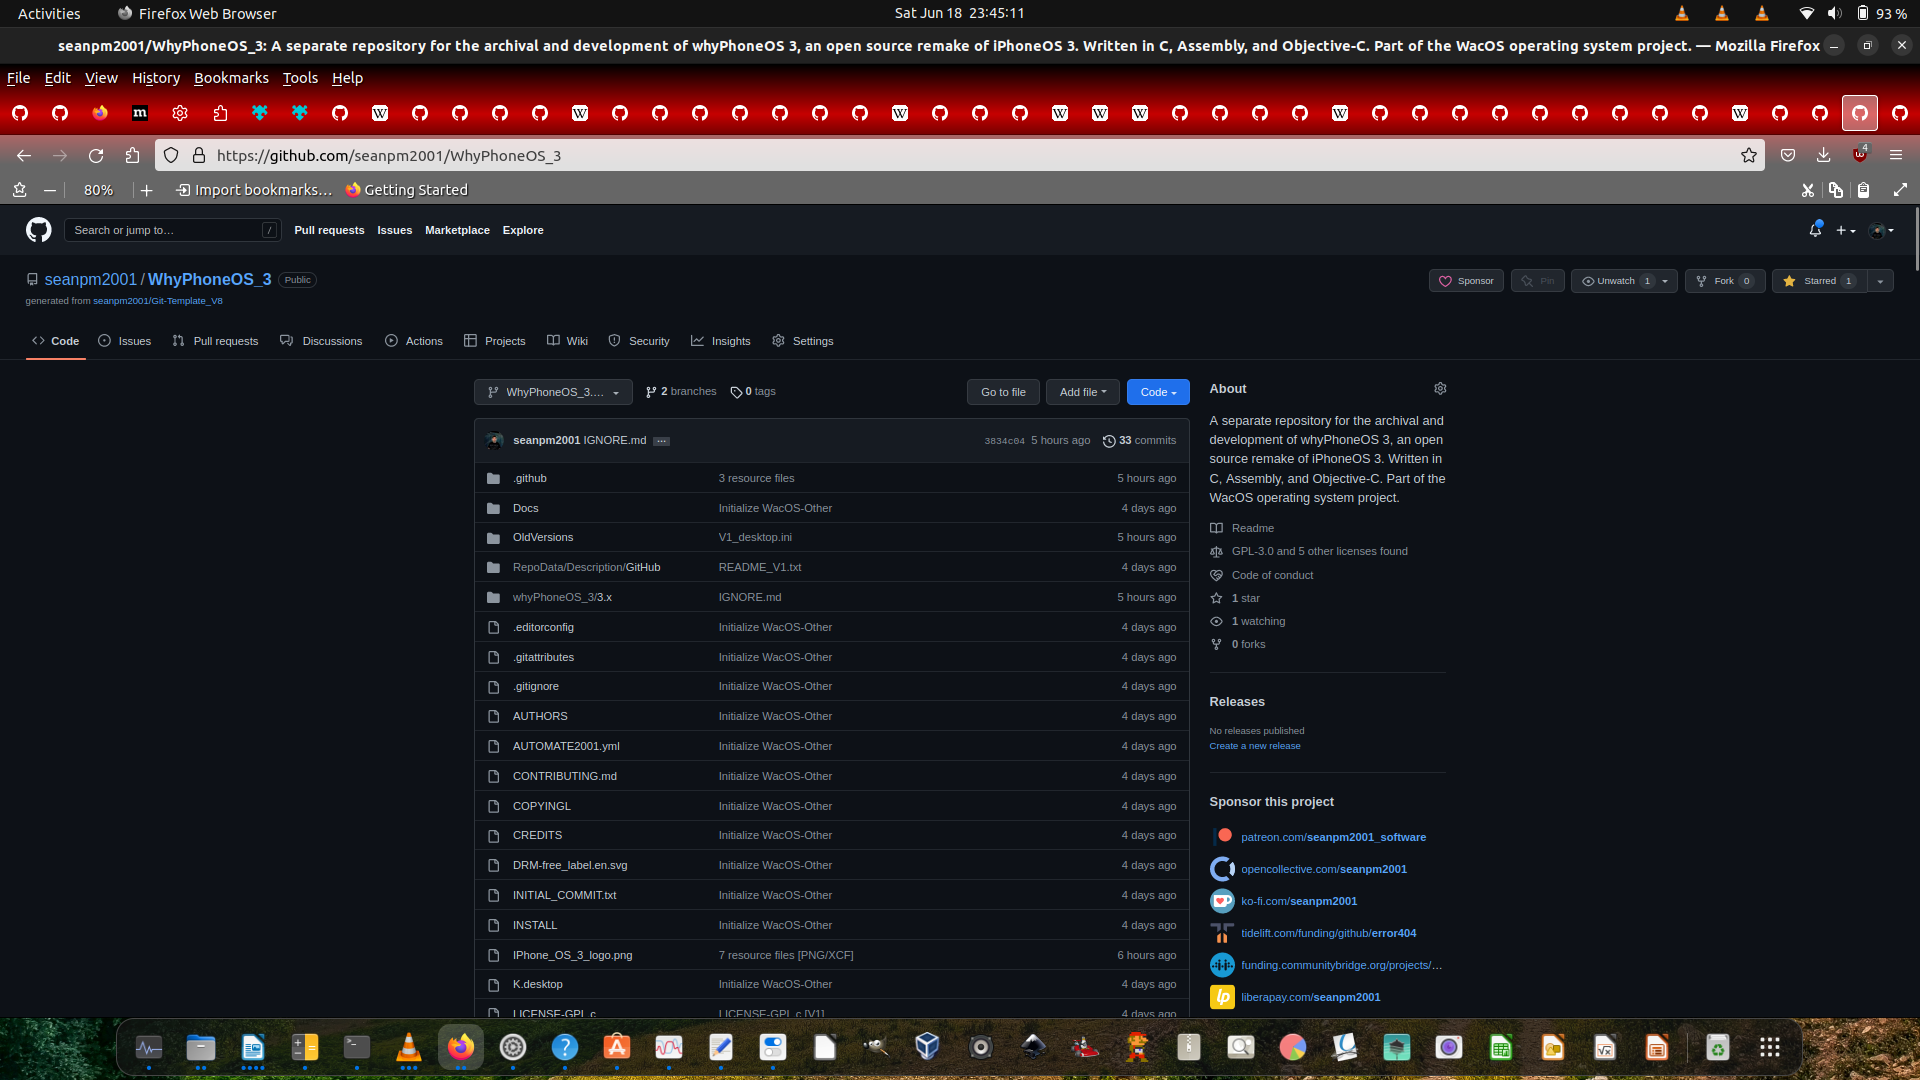 Activities Firefox Web Browser Sat Jun 18 23:45:11 93 %
seanpm2001/WhyPhoneOS_3: A separate repository for the archival and development of whyPhoneOS 3, an open source remake of iPhoneOS 3. Written in C, Assembly, and Objective-C. Part of the WacOS operating system project. — Mozilla Firefox
File Edit View History Bookmarks Tools Help
https://github.com/seanpm2001/WhyPhoneOS_3 4
80% Import bookmarks… Getting Started
Search or jump to… / Pull requests Issues Marketplace Explore
seanpm2001 / WhyPhoneOS_3 Public Sponsor Pin Unwatch 1 Fork 0 Starred 1
generated from seanpm2001/Git-Template_V8
Code Issues Pull requests Discussions Actions Projects Wiki Security Insights Settings
WhyPhoneOS_3.… 2 branches 0 tags Go to file Add file Code
seanpm2001 IGNORE.md … 3834c04 5 hours ago 33 commits
.github 3 resource files 5 hours ago
Docs Initialize WacOS-Other 4 days ago
OldVersions V1_desktop.ini 5 hours ago
RepoData/Description/GitHub README_V1.txt 4 days ago
whyPhoneOS_3/3.x IGNORE.md 5 hours ago
.editorconfig Initialize WacOS-Other 4 days ago
.gitattributes Initialize WacOS-Other 4 days ago
.gitignore Initialize WacOS-Other 4 days ago
AUTHORS Initialize WacOS-Other 4 days ago
AUTOMATE2001.yml Initialize WacOS-Other 4 days ago
CONTRIBUTING.md Initialize WacOS-Other 4 days ago
COPYINGL Initialize WacOS-Other 4 days ago
CREDITS Initialize WacOS-Other 4 days ago
DRM-free_label.en.svg Initialize WacOS-Other 4 days ago
INITIAL_COMMIT.txt Initialize WacOS-Other 4 days ago
INSTALL Initialize WacOS-Other 4 days ago
IPhone_OS_3_logo.png 7 resource files [PNG/XCF] 6 hours ago
K.desktop Initialize WacOS-Other 4 days ago
LICENSE-GPL.c LICENSE-GPL.c [V1] 4 days ago
About
A separate repository for the archival and
development of whyPhoneOS 3, an open
source remake of iPhoneOS 3. Written in
C, Assembly, and Objective-C. Part of the
WacOS operating system project.
Readme
GPL-3.0 and 5 other licenses found
Code of conduct
1 star
1 watching
0 forks
Releases
No releases published
Create a new release
Sponsor this project
patreon.com/seanpm2001_software
opencollective.com/seanpm2001
ko-fi.com/seanpm2001
tidelift.com/funding/github/error404
funding.communitybridge.org/projects/…
liberapay.com/seanpm2001